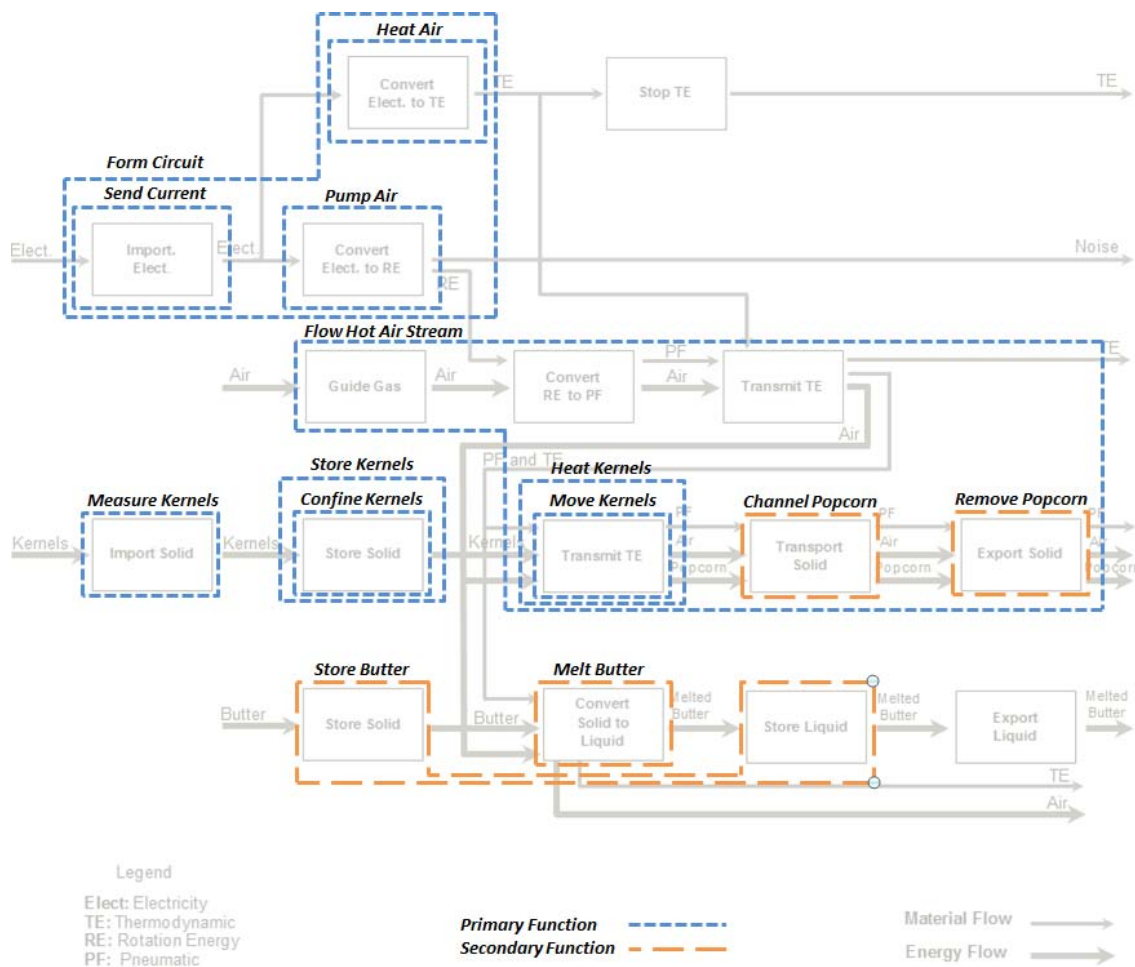 Heat Air
Convert
Elect. to TE
TE
Stop TE
TE
Form Circuit
Send Current
Pump Air
Elect.
Import.
Elect.
Elect.
Convert
Elect. to RE
Noise
RE
Flow Hot Air Stream
Air
Guide Gas
Air
Convert
RE to PF
PF
Air
Transmit TE
TE
Air
PF and TE
Store Kernels
Heat Kernels
Measure Kernels
Confine Kernels
Move Kernels
Channel Popcorn
Remove Popcorn
Kernels
Import Solid
Kernels
Store Solid
Kernels
Transmit TE
PF
Air
Popcorn
Transport
Solid
PF
Air
Popcorn
Export Solid
PF
Air
Popcorn
Store Butter
Melt Butter
Butter
Store Solid
Butter
Convert
Solid to
Liquid
Melted
Butter
Store Liquid
Melted
Butter
Export
Liquid
Melted
Butter
TE
Air
Legend
Elect: Electricity
TE: Thermodynamic
RE: Rotation Energy
PF: Pneumatic
Primary Function
Secondary Function
Material Flow
Energy Flow